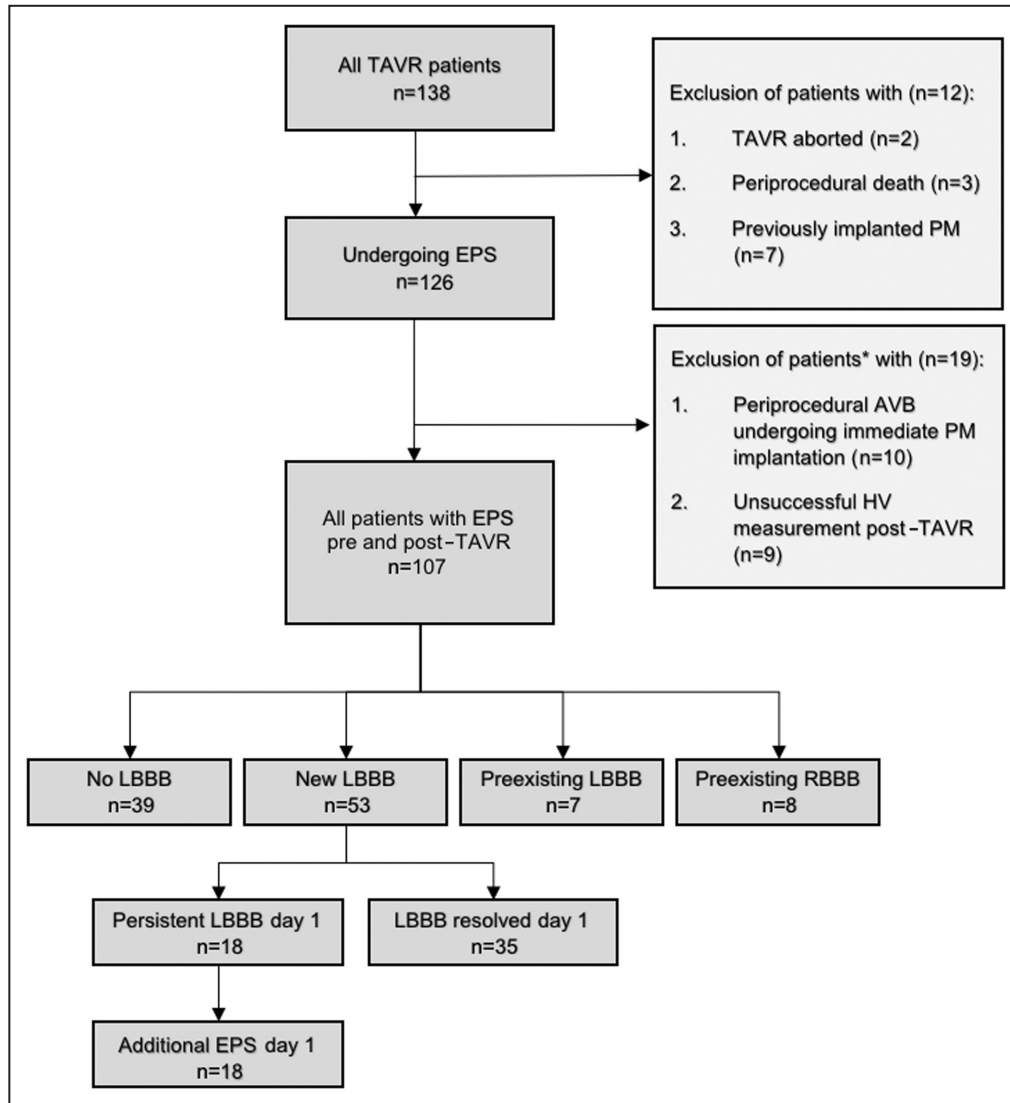 All TAVR patients
n=138
Exclusion of patients with (n=12):
1. TAVR aborted (n=2)
2. Periprocedural death (n=3)
3. Previously implanted PM
(n=7)
Undergoing EPS
n=126
Exclusion of patients* with (n=19):
1. Periprocedural AVB
undergoing immediate PM
implantation (n=10)
2. Unsuccessful HV
measurement post-TAVR
(n=9)
All patients with EPS
pre and post-TAVR
n=107
No LBBB
n=39
New LBBB
n=53
Preexisting LBBB
n=7
Preexisting RBBB
n=8
Persistent LBBB day 1
n=18
LBBB resolved day 1
n=35
Additional EPS day 1
n=18